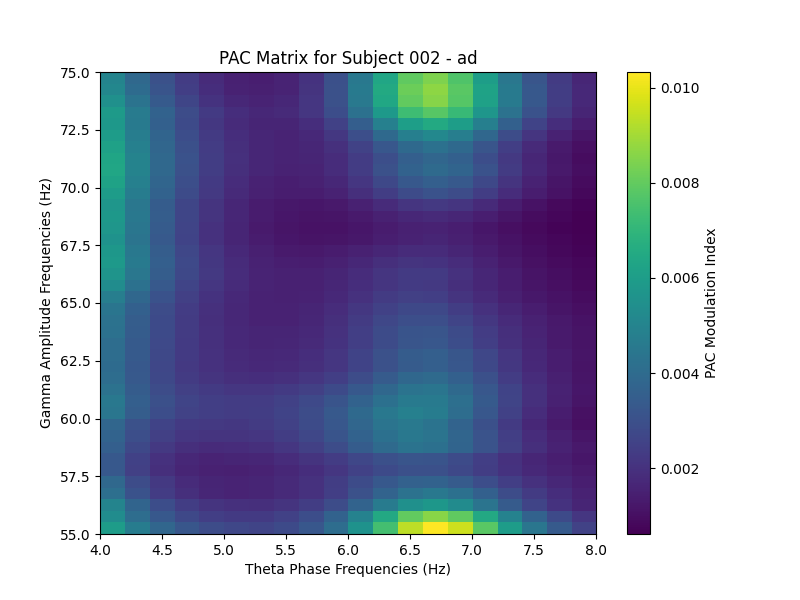 PAC Matrix for Subject 002 - ad
75.0
72.5
70.0
67.5
65.0
62.5
60.0
57.5
55.0
Gamma Amplitude Frequencies (Hz)
4.0 4.5 5.0 5.5 6.0 6.5 7.0 7.5 8.0
Theta Phase Frequencies (Hz)
0.010
0.008
0.006
0.004
0.002
PAC Modulation Index